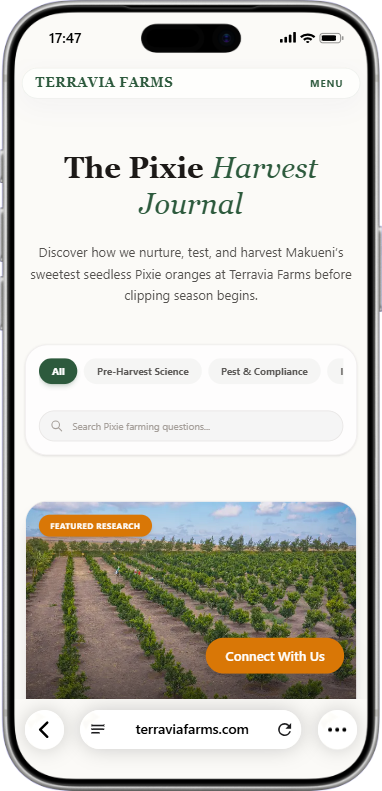 17:47
TERRAVIA FARMS
MENU
The Pixie Harvest
Journal
Discover how we nurture, test, and harvest Makueni's
sweetest seedless Pixie oranges at Terravia Farms before
clipping season begins.
All
Pre-Harvest Science
Pest & Compliance
Search Pixie farming questions...
FEATURED RESEARCH
Connect With Us
terraviafarms.com